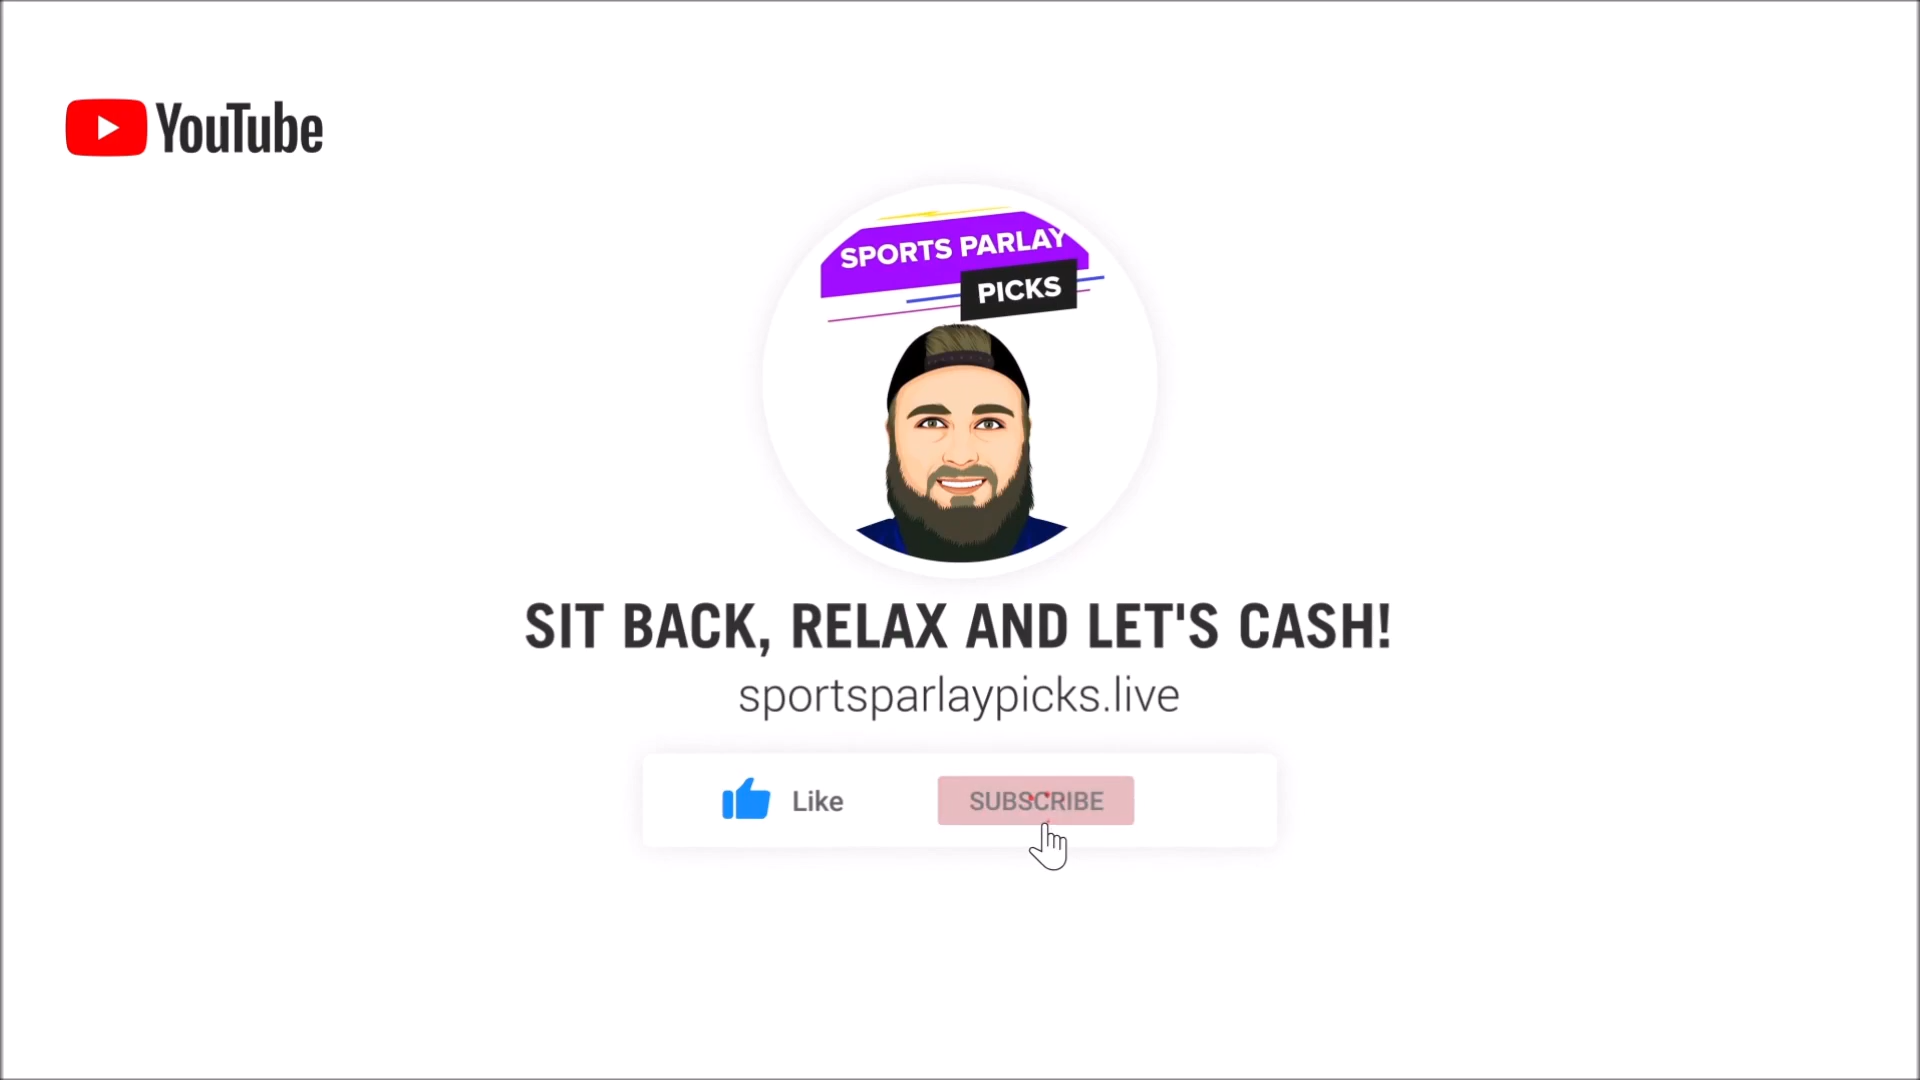 YouTube
SPORTS PARLAY
PICKS
SIT BACK, RELAX AND LET'S CASH!
sportsparlaypicks.live
Like
SUBSCRIBE